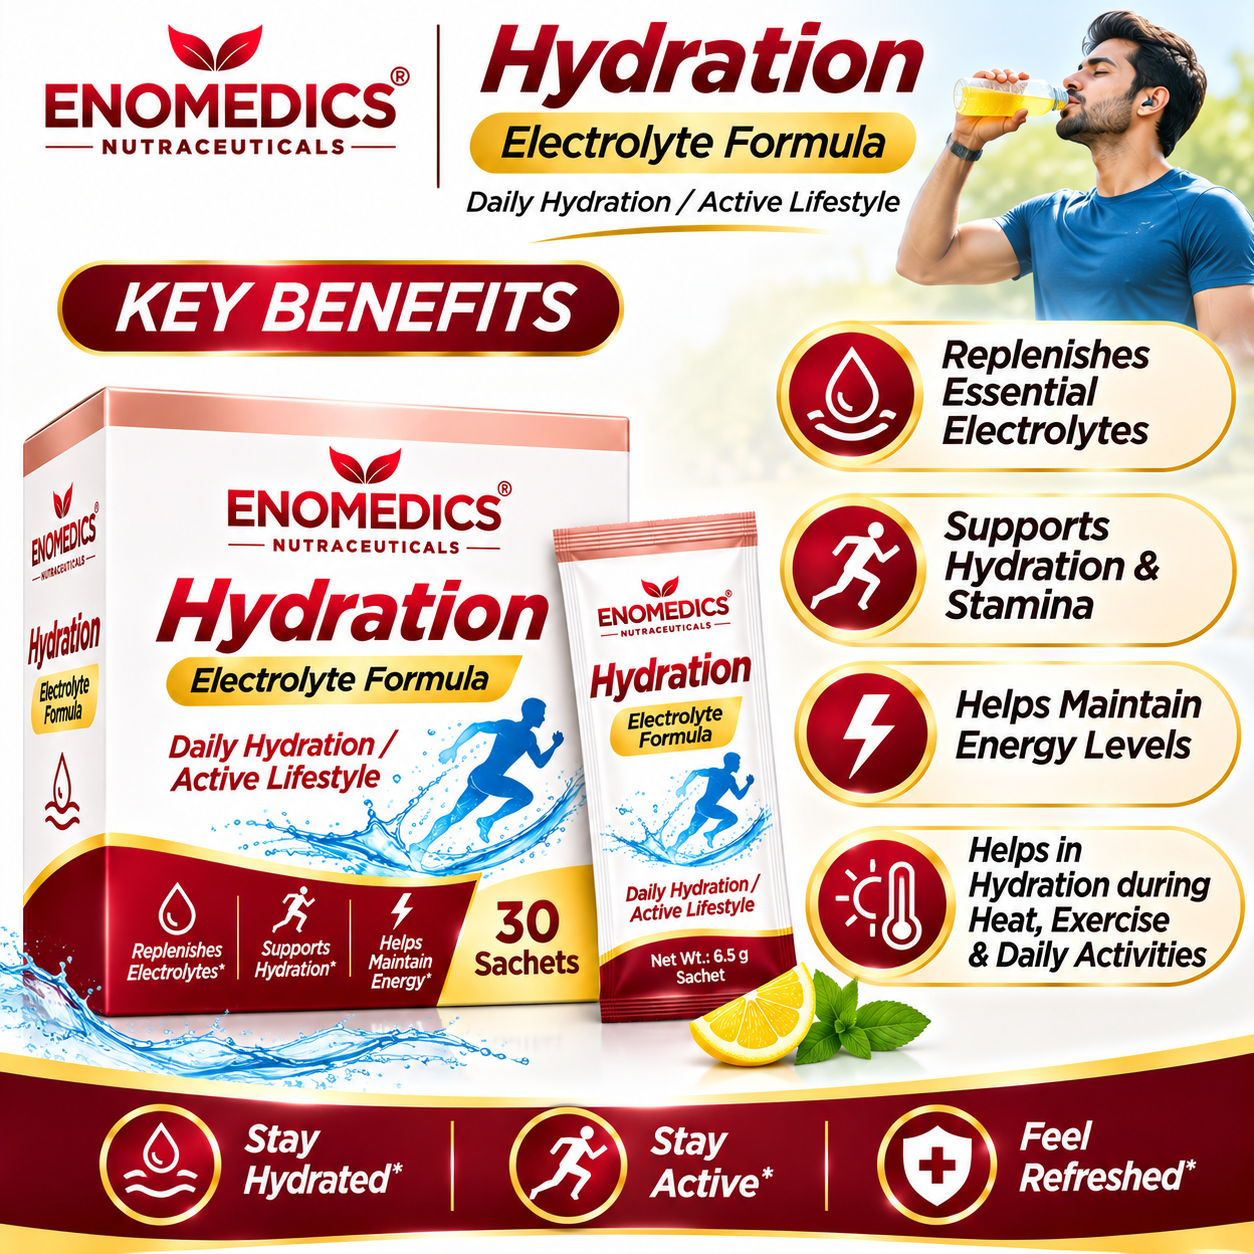 ENOMEDICS®
NUTRACEUTICALS
Hydration
Electrolyte Formula
Daily Hydration / Active Lifestyle
KEY BENEFITS
Replenishes
Essential
Electrolytes
Supports
Hydration &
Stamina
Helps Maintain
Energy Levels
Helps in
Hydration during
Heat, Exercise
& Daily Activities
ENOMEDICS®
NUTRACEUTICALS
Hydration
Electrolyte
Formula
ENOMEDICS®
NUTRACEUTICALS
Hydration
Electrolyte Formula
Daily Hydration /
Active Lifestyle
Replenishes
Electrolytes*
Supports
Hydration*
Helps
Maintain
Energy*
30
Sachets
ENOMEDICS®
NUTRACEUTICALS
Hydration
Electrolyte
Formula
Daily Hydration /
Active Lifestyle
Net Wt.: 6.5 g
Sachet
Stay
Hydrated*
Stay
Active*
Feel
Refreshed*